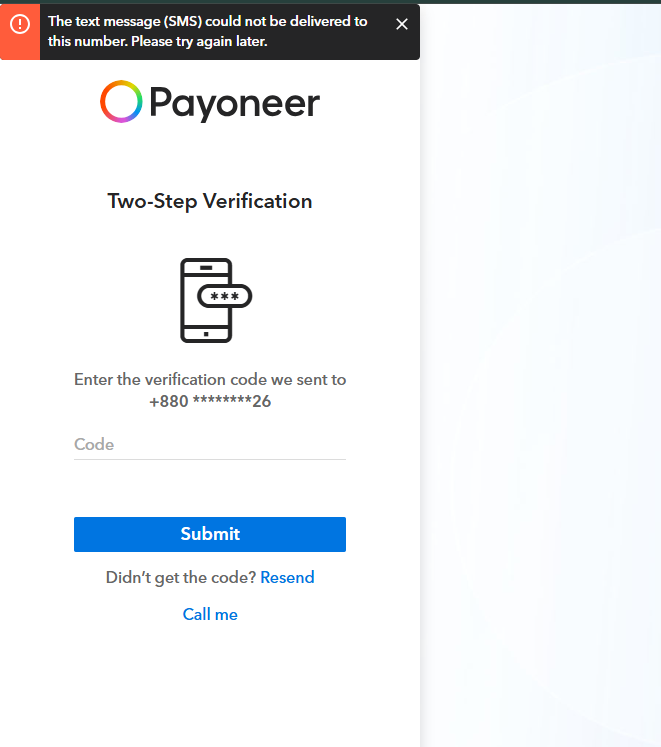 The text message (SMS) could not be delivered to
this number. Please try again later.
Payoneer
Two-Step Verification
***
Enter the verification code we sent to
+880 ********26
Code
Submit
Didn’t get the code? Resend
Call me